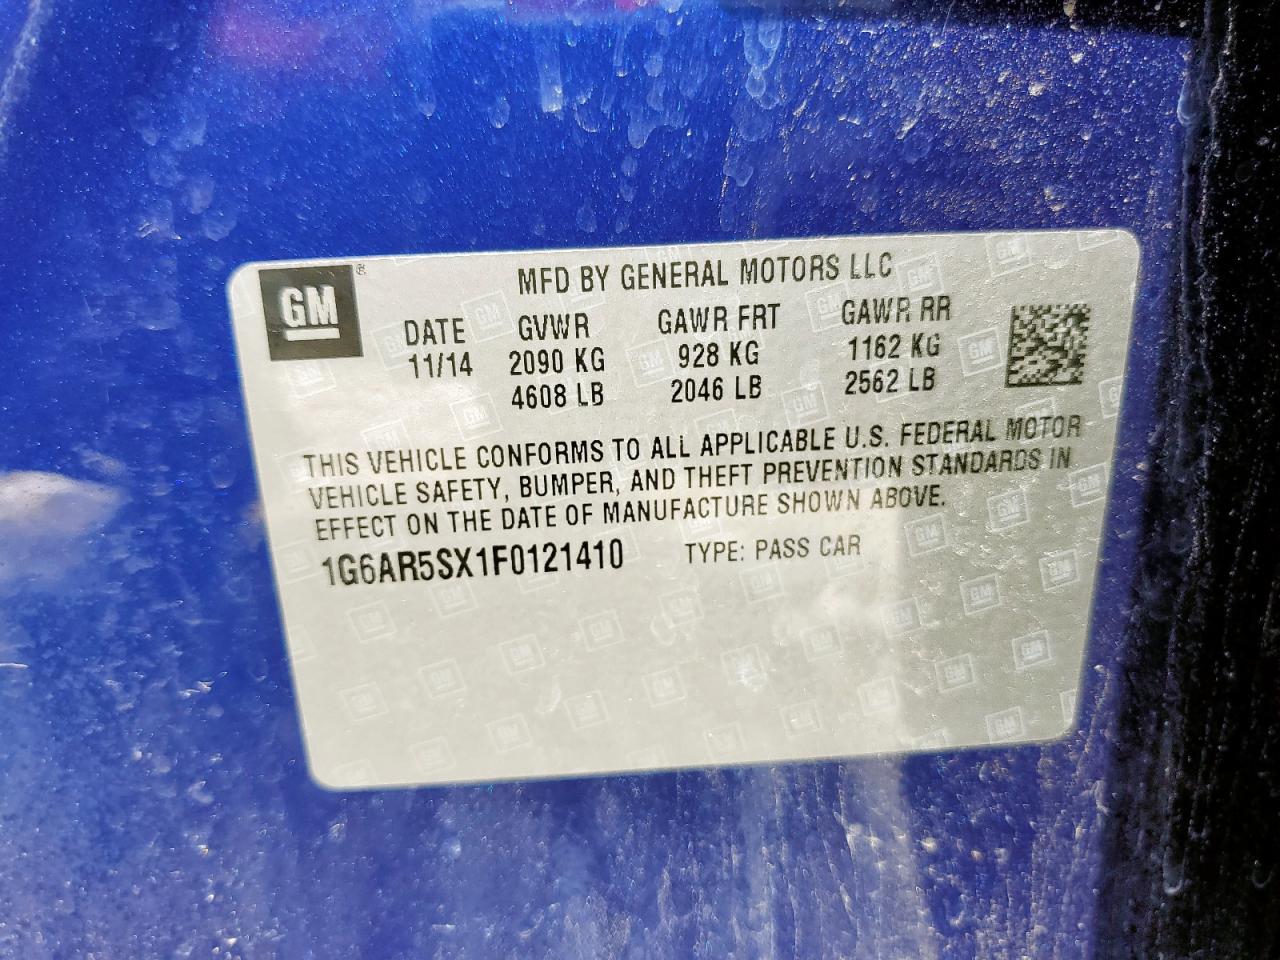 GM®
MFD BY GENERAL MOTORS LLC
DATE GVWR GAWR FRT GAWR RR
11/14 2090 KG 928 KG 1162 KG
4608 LB 2046 LB 2562 LB
THIS VEHICLE CONFORMS TO ALL APPLICABLE U.S. FEDERAL MOTOR
VEHICLE SAFETY, BUMPER, AND THEFT PREVENTION STANDARDS IN
EFFECT ON THE DATE OF MANUFACTURE SHOWN ABOVE.
1G6AR5SX1F0121410 TYPE: PASS CAR